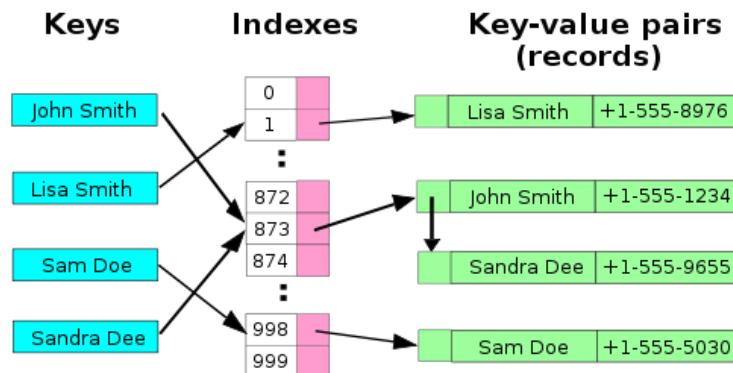 Keys
Indexes
Key-value pairs
(records)
John Smith
Lisa Smith
Sam Doe
Sandra Dee
0
1
:
872
873
874
:
998
999
Lisa Smith +1-555-8976
John Smith +1-555-1234
Sandra Dee +1-555-9655
Sam Doe +1-555-5030